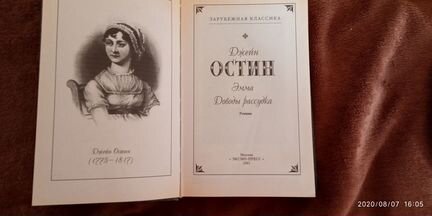 Джейн Остин
(1775—1817)
ЗАРУБЕЖНАЯ КЛАССИКА
Джейн
ОСТИН
Эмма
Доводы рассудка
Романы
Москва
«ЭКСМО-ПРЕСС»
2001
2020/08/07 16:05